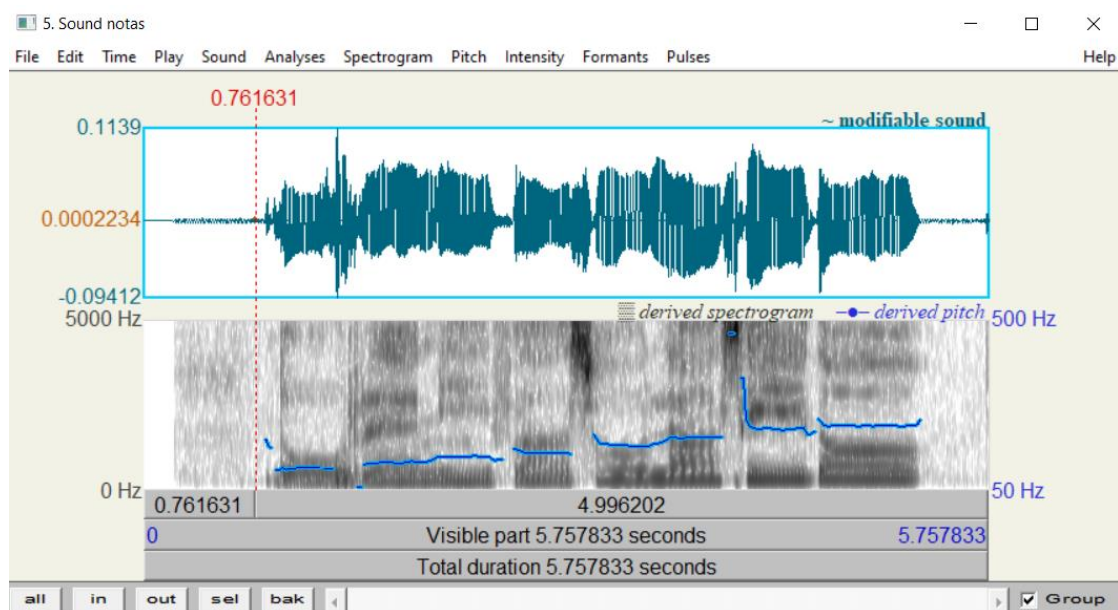 5. Sound notas
File Edit Time Play Sound Analyses Spectrogram Pitch Intensity Formants Pulses Help
0.761631
0.1139
~ modifiable sound
0.0002234
-0.09412
derived spectrogram derived pitch
5000 Hz 500 Hz
0 Hz 50 Hz
0.761631 4.996202
0 Visible part 5.757833 seconds 5.757833
Total duration 5.757833 seconds
all in out sel bak Group